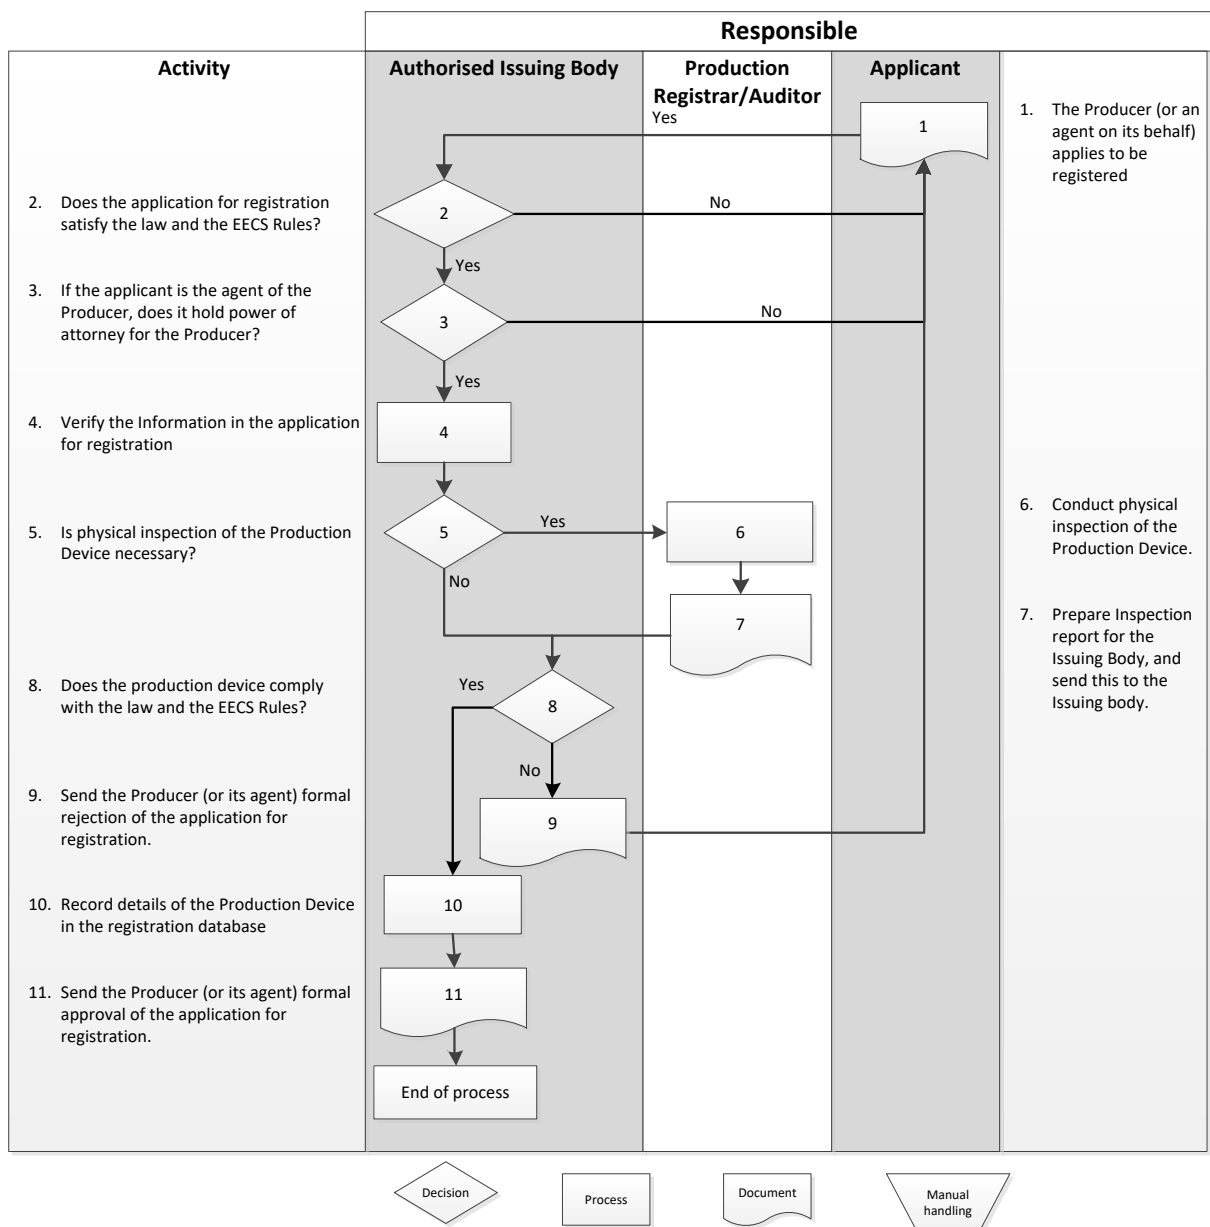 Responsible
Activity
Authorised Issuing Body
Production
Registrar/Auditor
Applicant
Yes
1
1. The Producer (or an
agent on its behalf)
applies to be
registered
2. Does the application for registration
satisfy the law and the EECS Rules?
2
No
Yes
3. If the applicant is the agent of the
Producer, does it hold power of
attorney for the Producer?
3
No
Yes
4. Verify the Information in the application
for registration
4
5. Is physical inspection of the Production
Device necessary?
5
Yes
6
No
6. Conduct physical
inspection of the
Production Device.
7
7. Prepare Inspection
report for the
Issuing Body, and
send this to the
Issuing body.
8. Does the production device comply
with the law and the EECS Rules?
Yes
8
No
9. Send the Producer (or its agent) formal
rejection of the application for
registration.
9
10. Record details of the Production Device
in the registration database
10
11. Send the Producer (or its agent) formal
approval of the application for
registration.
11
End of process
Decision
Process
Document
Manual
handling